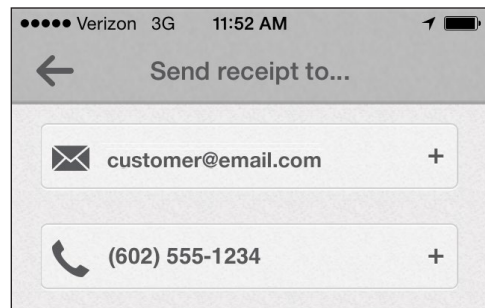 Verizon 3G 11:52 AM
Send receipt to...
customer@email.com +
(602) 555-1234 +